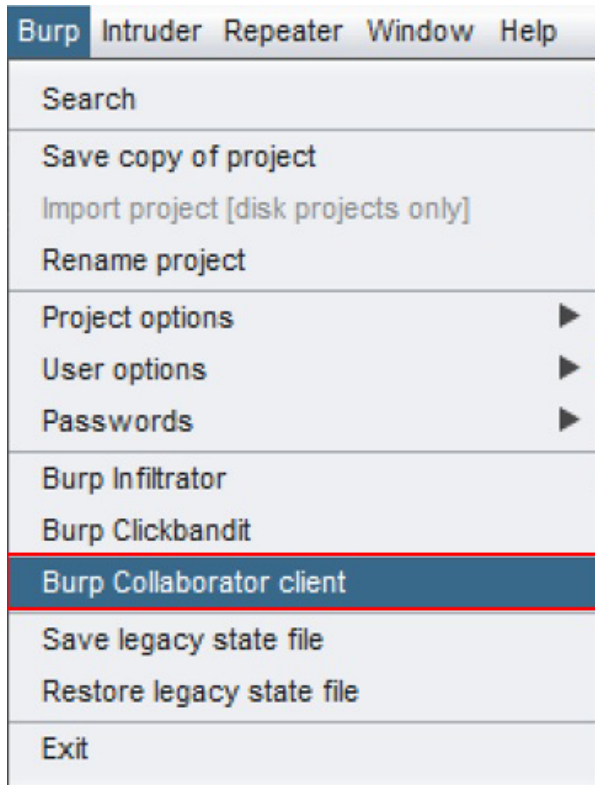 Burp Intruder Repeater Window Help
Search
Save copy of project
Import project [disk projects only]
Rename project
Project options
User options
Passwords
Burp Infiltrator
Burp Clickbandit
Burp Collaborator client
Save legacy state file
Restore legacy state file
Exit